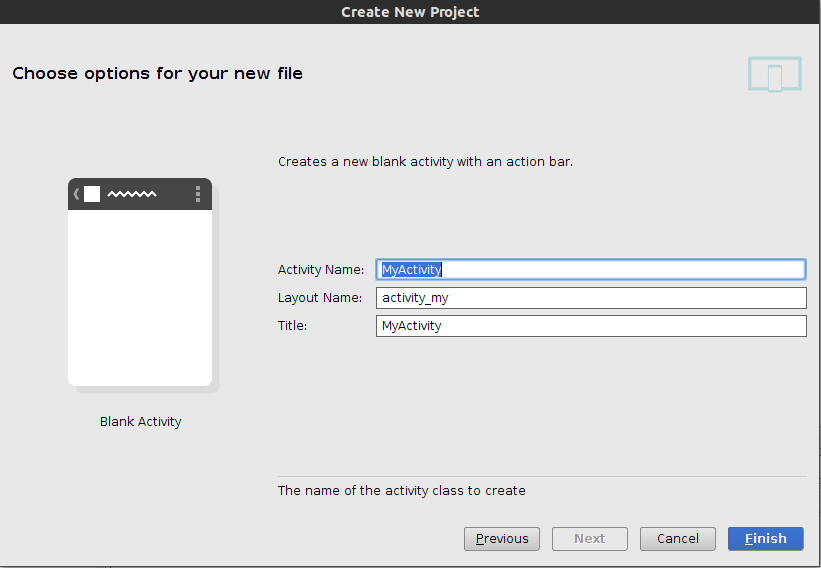 Create New Project
Choose options for your new file
Creates a new blank activity with an action bar.
Activity Name: MyActivity
Layout Name: activity_my
Title: MyActivity
Blank Activity
The name of the activity class to create
Previous Next Cancel Finish